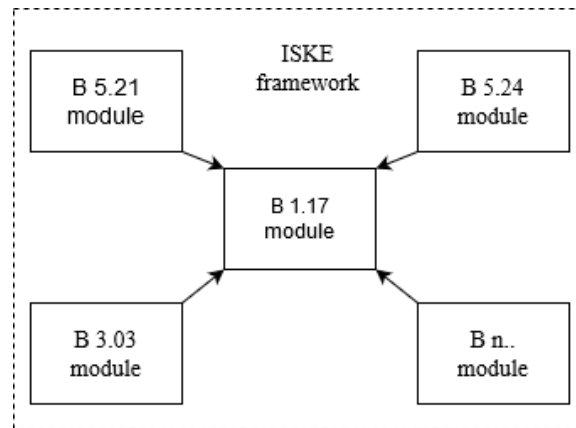 ISKE
framework
B 5.21
module
B 5.24
module
B 1.17
module
B 3.03
module
B n..
module